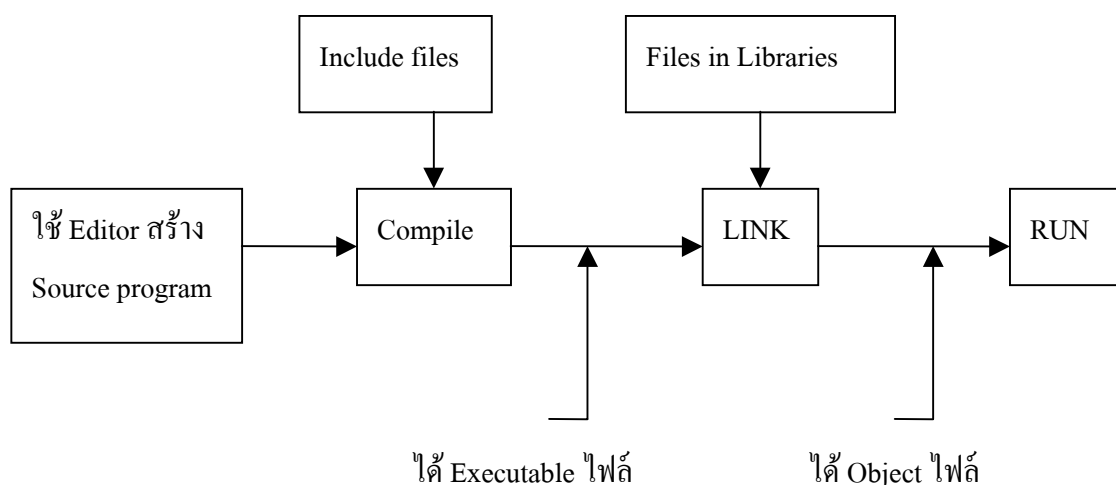 Include files
Files in Libraries
ใช้ Editor สร้าง
Source program
Compile
LINK
RUN
ได้ Executable ไฟล์
ได้ Object ไฟล์